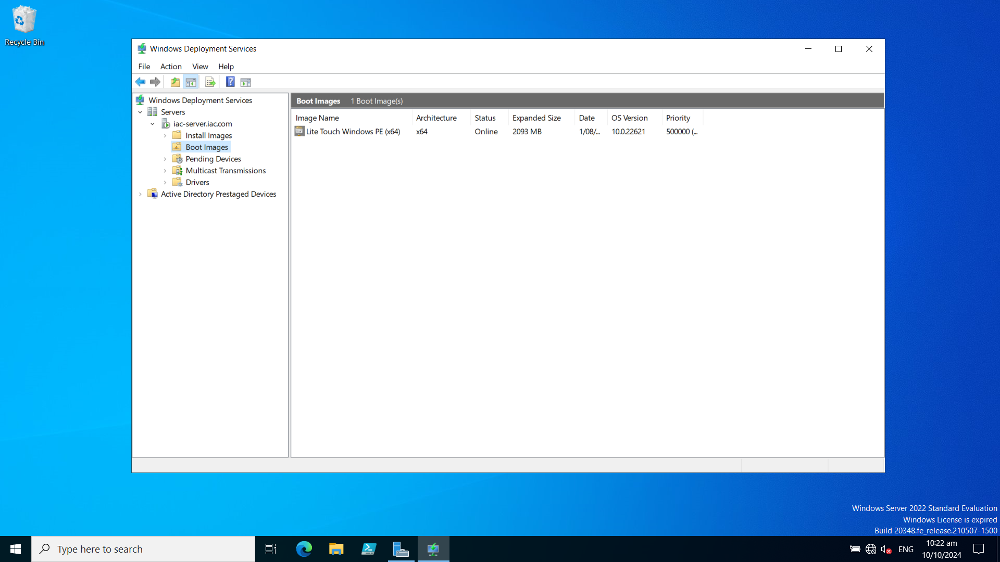 Recycle Bin
Windows Deployment Services
File Action View Help
Windows Deployment Services
Servers
iac-server.iac.com
Install Images
Boot Images
Pending Devices
Multicast Transmissions
Drivers
Active Directory Prestaged Devices
Boot Images 1 Boot Image(s)
Image Name Architecture Status Expanded Size Date OS Version Priority
Lite Touch Windows PE (x64) x64 Online 2093 MB 1/08/... 10.0.22621 500000 (...
Windows Server 2022 Standard Evaluation
Windows License is expired
Build 20348.fe_release.210507-1500
Type here to search
ENG
10:22 am
10/10/2024